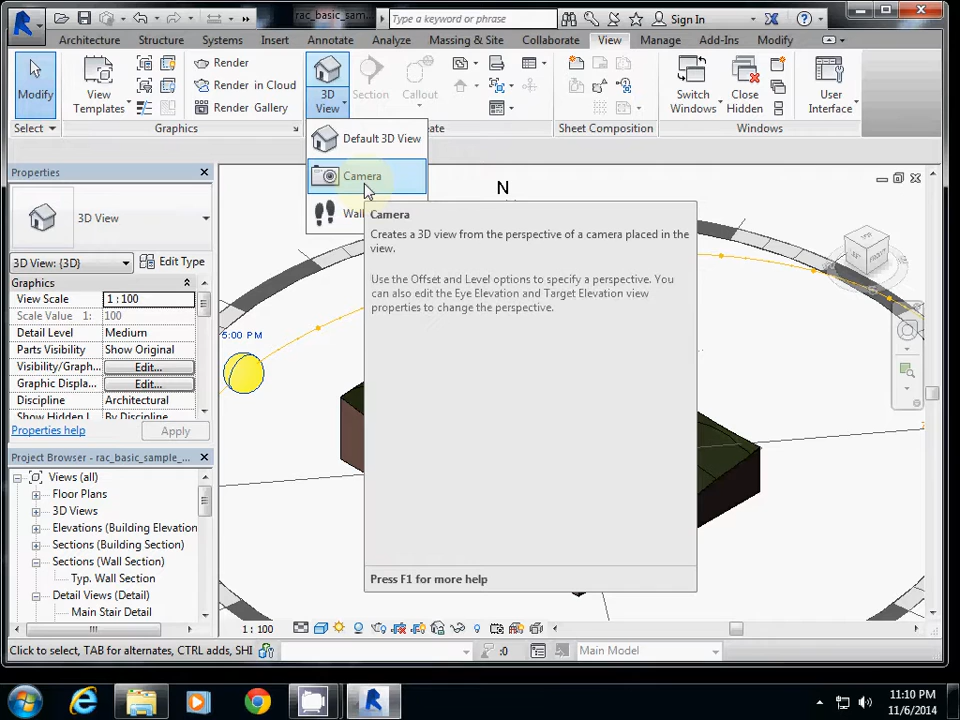 rac_basic_sam...
Type a keyword or phrase
Sign In
Architecture
Structure
Systems
Insert
Annotate
Analyze
Massing & Site
Collaborate
View
Manage
Add-Ins
Modify
Modify
View
Templates
Render
Render in Cloud
Render Gallery
3D
View
Section
Callout
Switch
Windows
Close
Hidden
User
Interface
Select
Graphics
eate
Sheet Composition
Windows
Default 3D View
Camera
Wal
Camera
Creates a 3D view from the perspective of a camera placed in the
view.
Use the Offset and Level options to specify a perspective. You
can also edit the Eye Elevation and Target Elevation view
properties to change the perspective.
Press F1 for more help
N
5:00 PM
Properties
3D View
3D View: {3D}
Edit Type
Graphics
View Scale 1 : 100
Scale Value 1: 100
Detail Level Medium
Parts Visibility Show Original
Visibility/Graph... Edit...
Graphic Displa... Edit...
Discipline Architectural
Show Hidden L By Discipline
Properties help
Apply
Project Browser - rac_basic_sample_...
Views (all)
Floor Plans
3D Views
Elevations (Building Elevation
Sections (Building Section)
Sections (Wall Section)
Typ. Wall Section
Detail Views (Detail)
Main Stair Detail
1 : 100
Click to select, TAB for alternates, CTRL adds, SHI
:0
Main Model
11:10 PM
11/6/2014